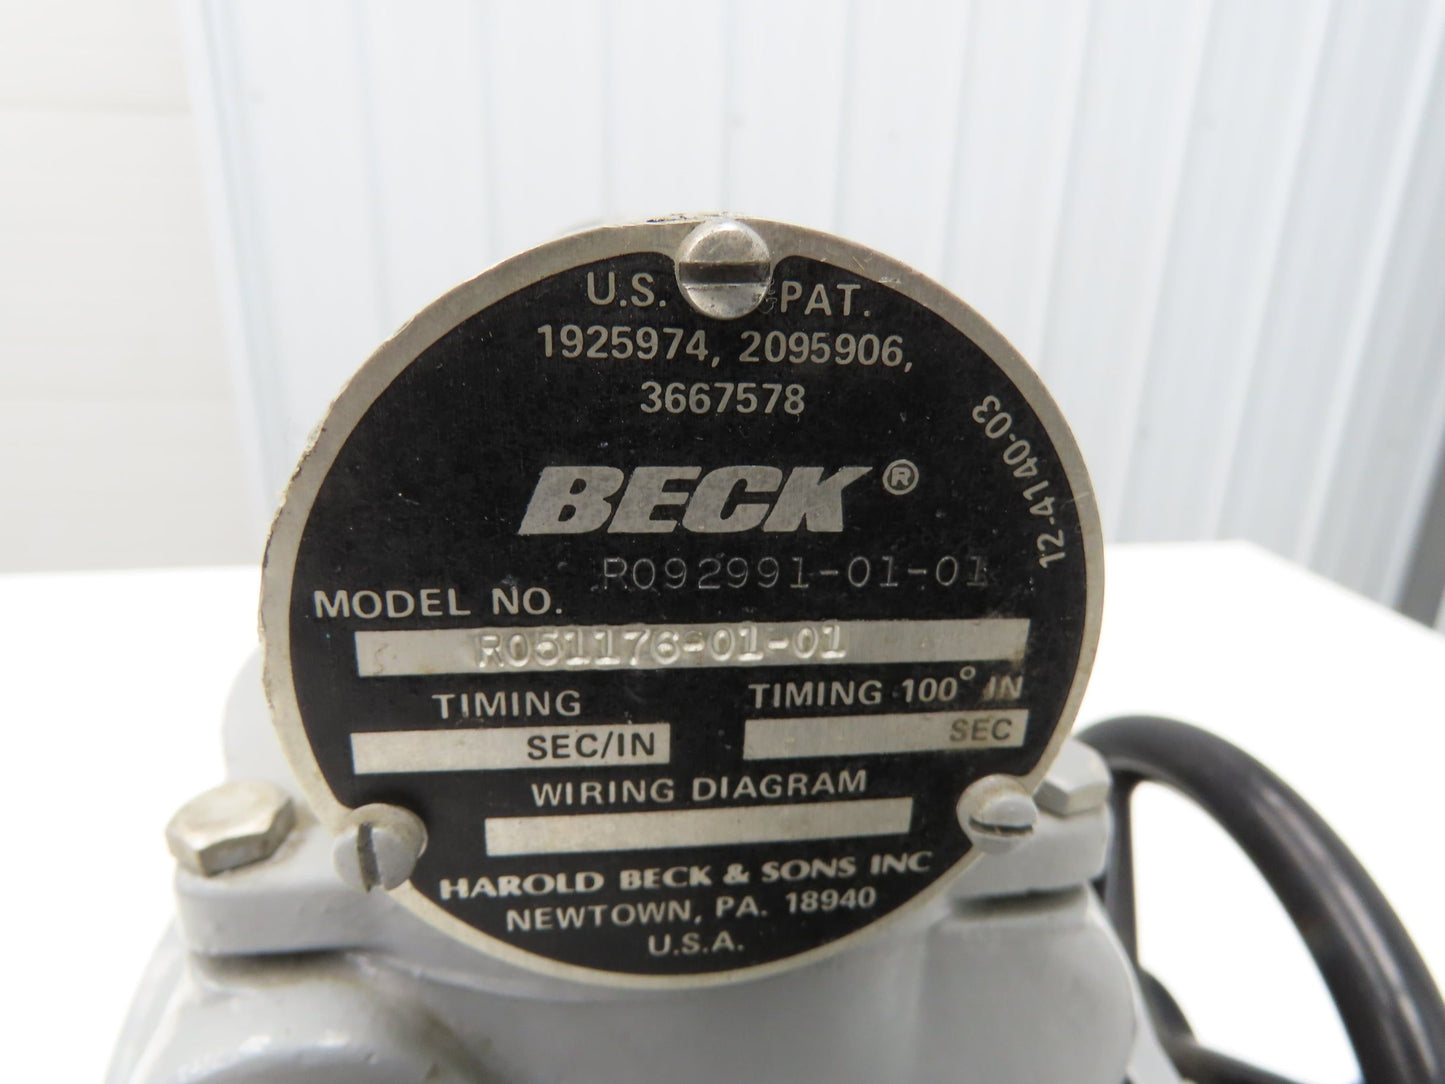 U.S. PAT.
1925974, 2095906,
3667578
12-4140-03
BECK®
R092991-01-01
MODEL NO.
R051176-01-01
TIMING
SEC/IN
TIMING 100° IN
SEC
WIRING DIAGRAM
HAROLD BECK & SONS INC
NEWTOWN, PA. 18940
U.S.A.